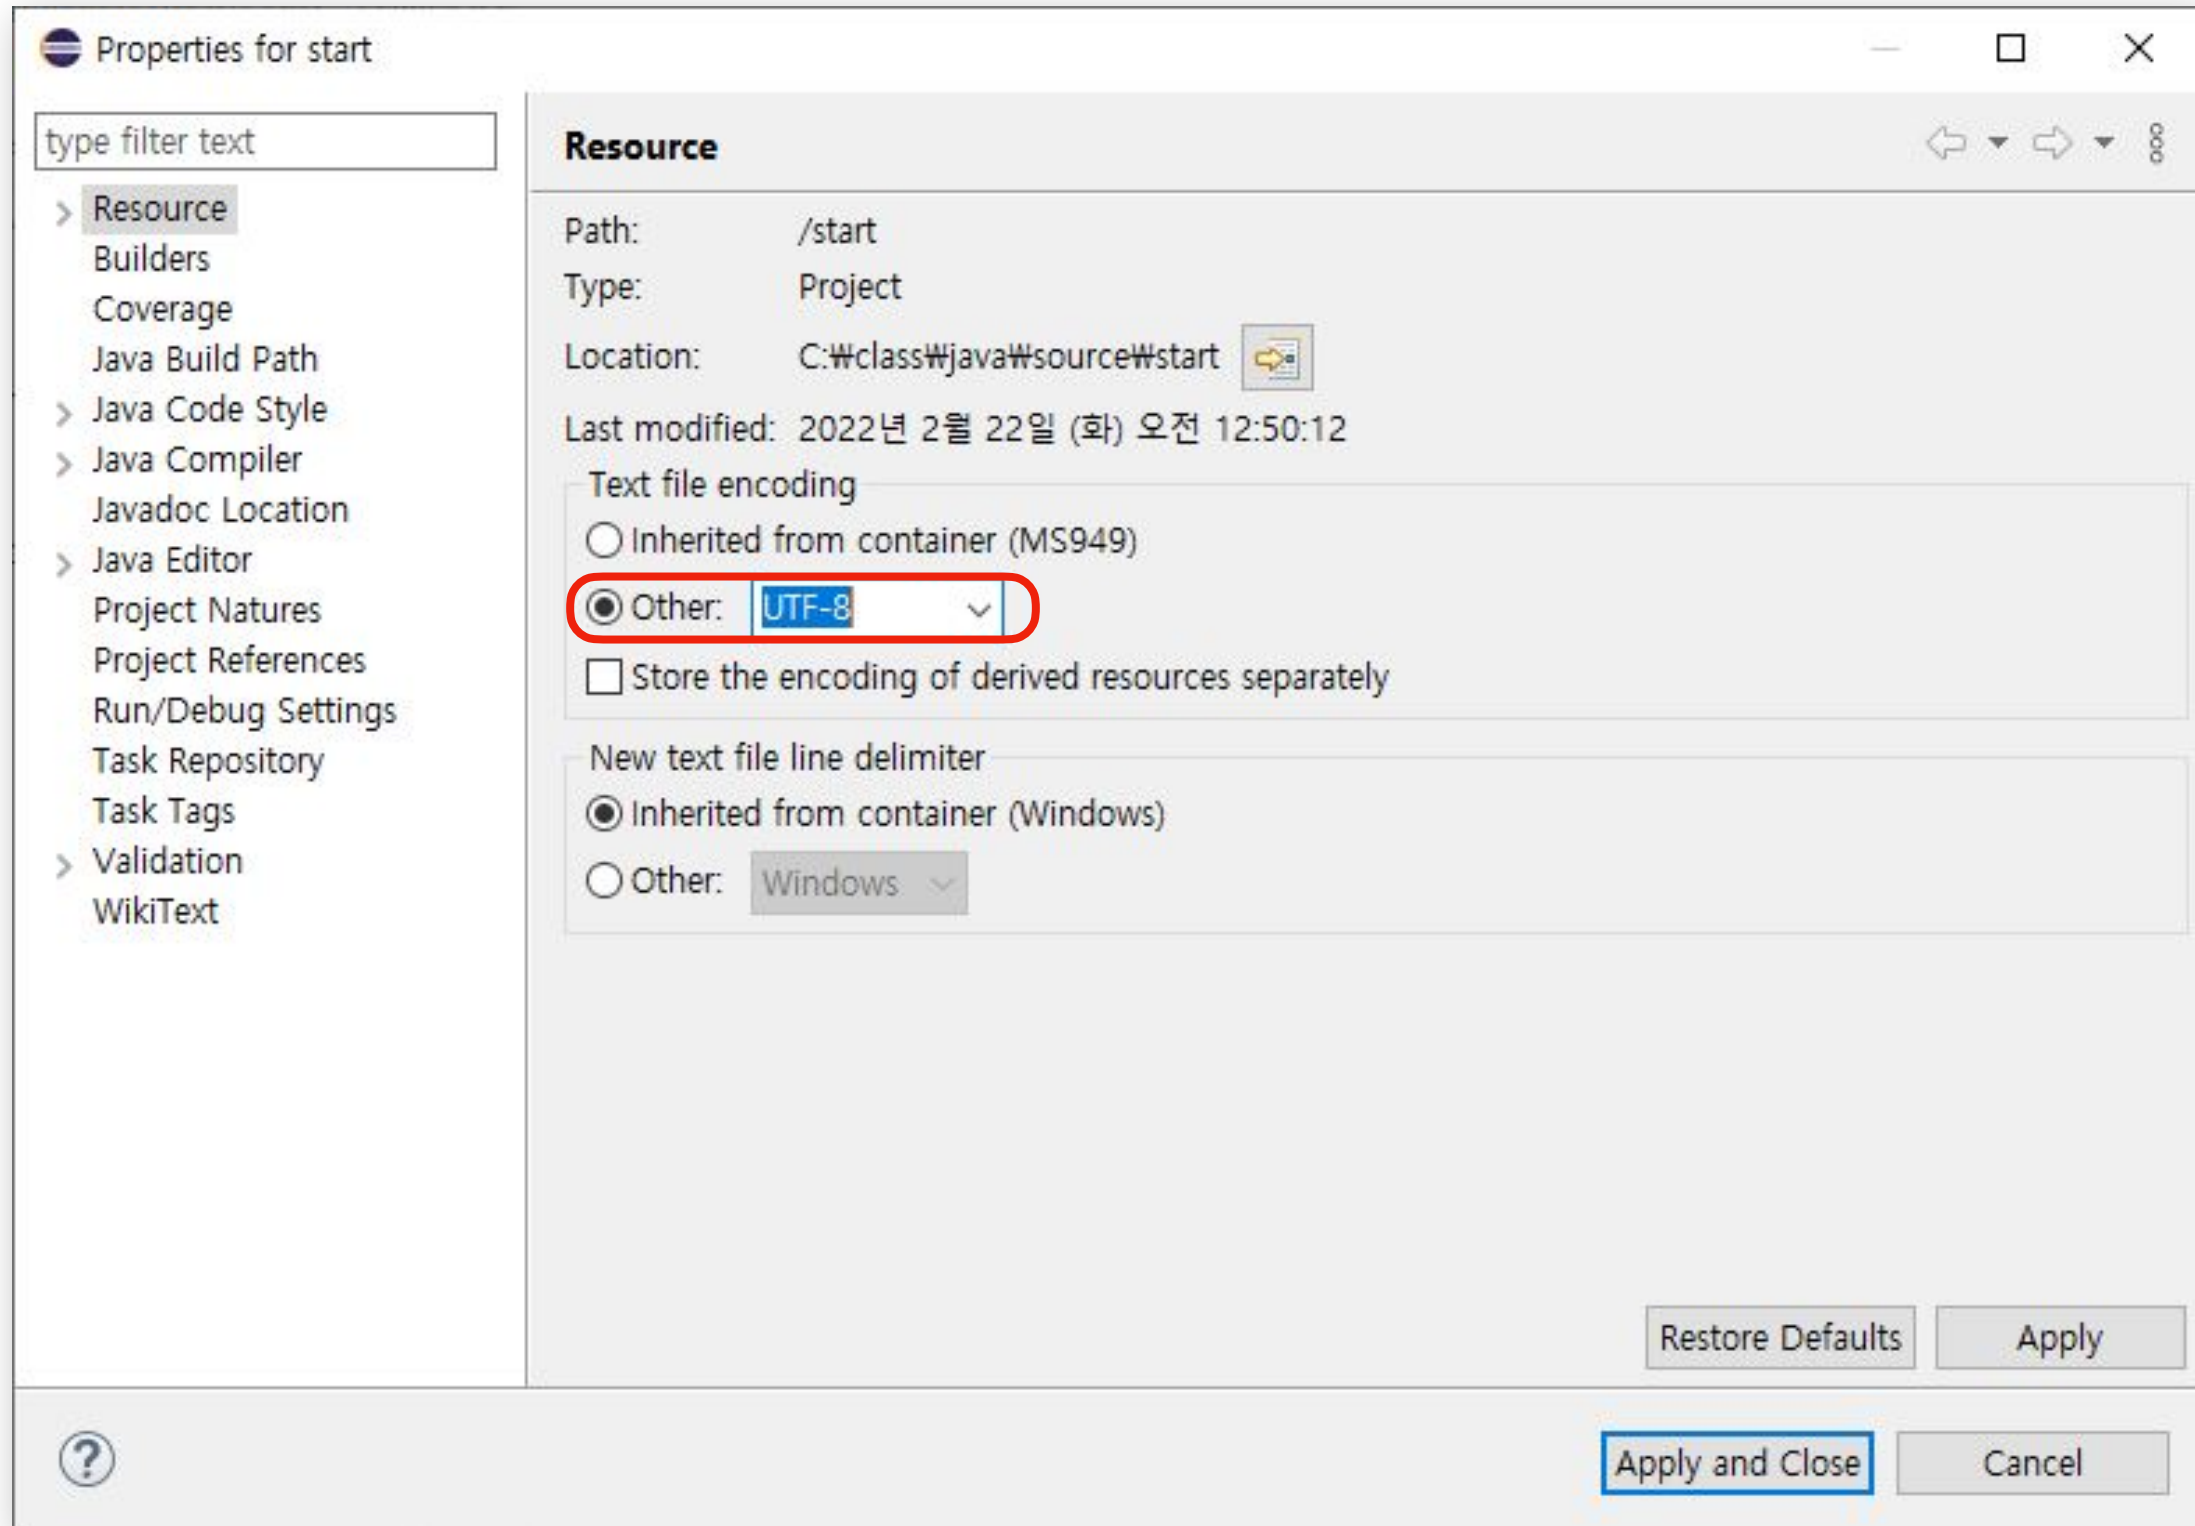 Properties for start
type filter text
Resource
Builders
Coverage
Java Build Path
Java Code Style
Java Compiler
Javadoc Location
Java Editor
Project Natures
Project References
Run/Debug Settings
Task Repository
Task Tags
Validation
WikiText
Resource
Path: /start
Type: Project
Location: C:₩class₩java₩source₩start
Last modified: 2022년 2월 22일 (화) 오전 12:50:12
Text file encoding
Inherited from container (MS949)
Other: UTF-8
Store the encoding of derived resources separately
New text file line delimiter
Inherited from container (Windows)
Other: Windows
Restore Defaults Apply
? Apply and Close Cancel